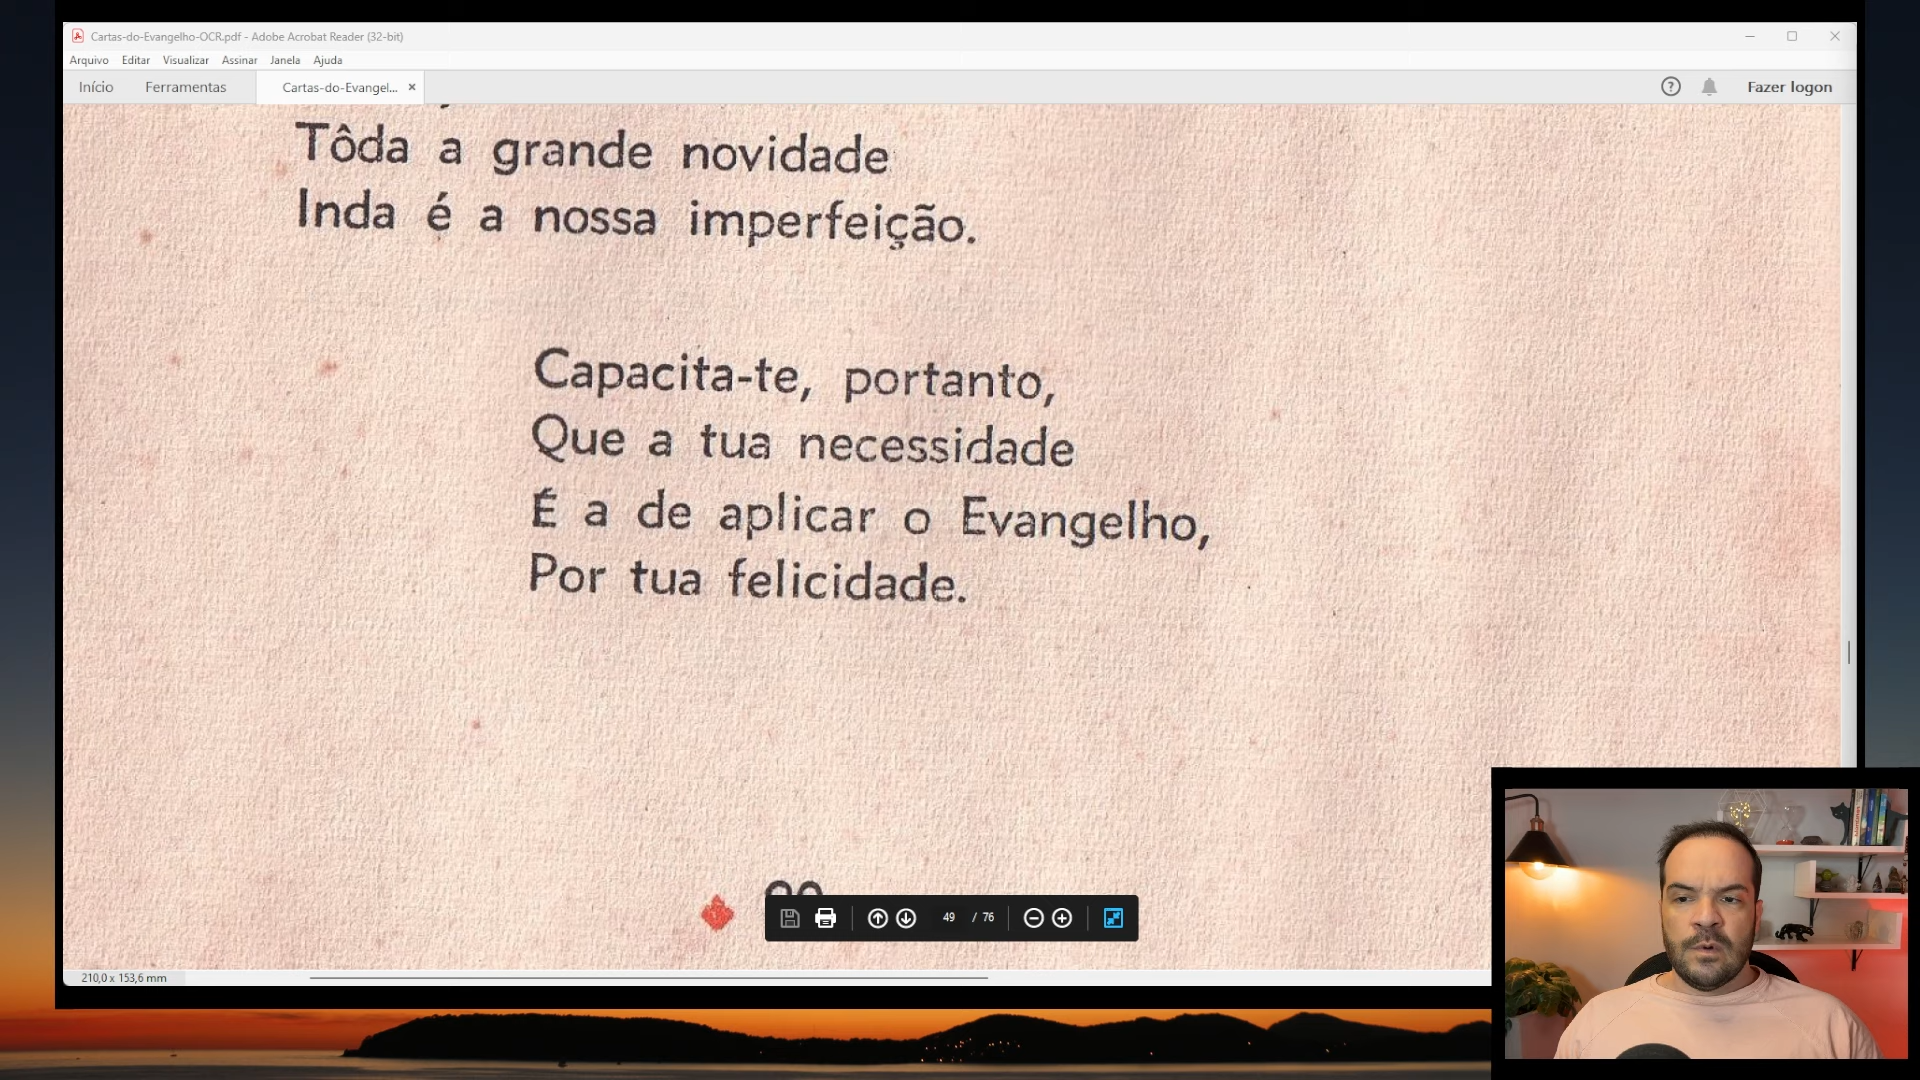 Cartas-do-Evangelho-OCR.pdf - Adobe Acrobat Reader (32-bit)
Arquivo Editar Visualizar Assinar Janela Ajuda
Início Ferramentas Cartas-do-Evangel... Fazer logon
Tôda a grande novidade
Inda é a nossa imperfeição.
Capacita-te, portanto,
Que a tua necessidade
É a de aplicar o Evangelho,
Por tua felicidade.
49 / 76
210,0 x 153,6 mm